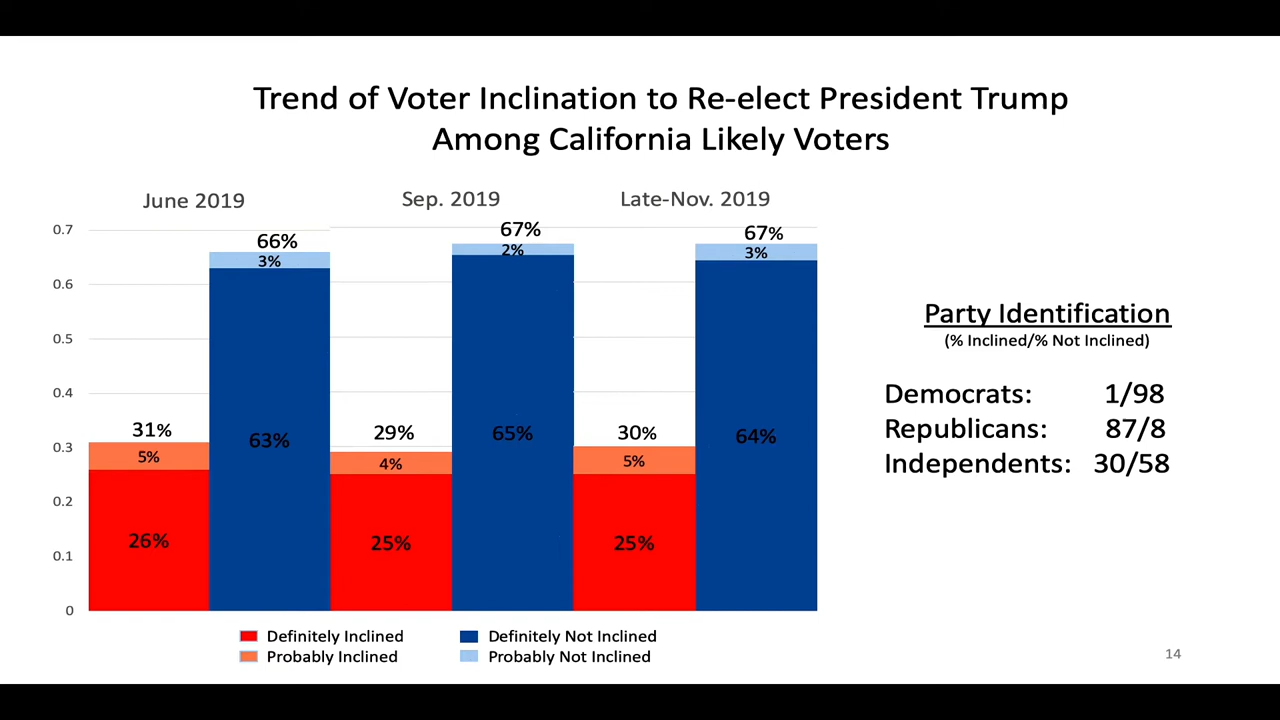 Trend of Voter Inclination to Re-elect President Trump
Among California Likely Voters
June 2019
Sep. 2019
Late-Nov. 2019
0.7
0.6
0.5
0.4
0.3
0.2
0.1
0
31%
5%
26%
66%
3%
63%
29%
4%
25%
67%
2%
65%
30%
5%
25%
67%
3%
64%
Definitely Inclined
Probably Inclined
Definitely Not Inclined
Probably Not Inclined
Party Identification
(% Inclined/% Not Inclined)
Democrats: 1/98
Republicans: 87/8
Independents: 30/58
14